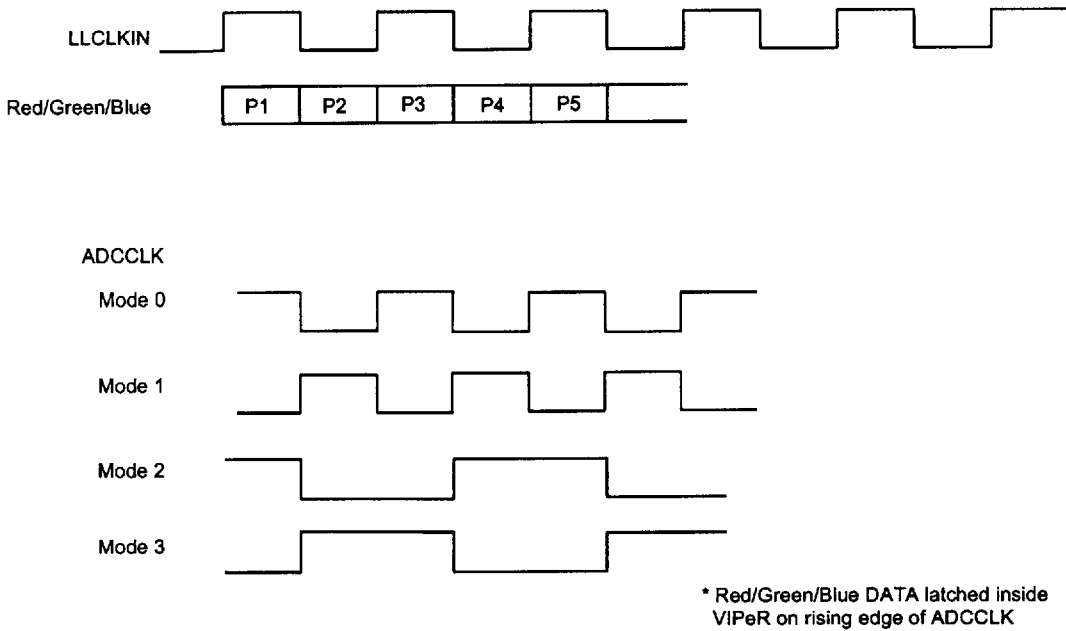 LLCLKIN
Red/Green/Blue P1 P2 P3 P4 P5
ADCCLK
Mode 0
Mode 1
Mode 2
Mode 3
* Red/Green/Blue DATA latched inside
VIPeR on rising edge of ADCCLK